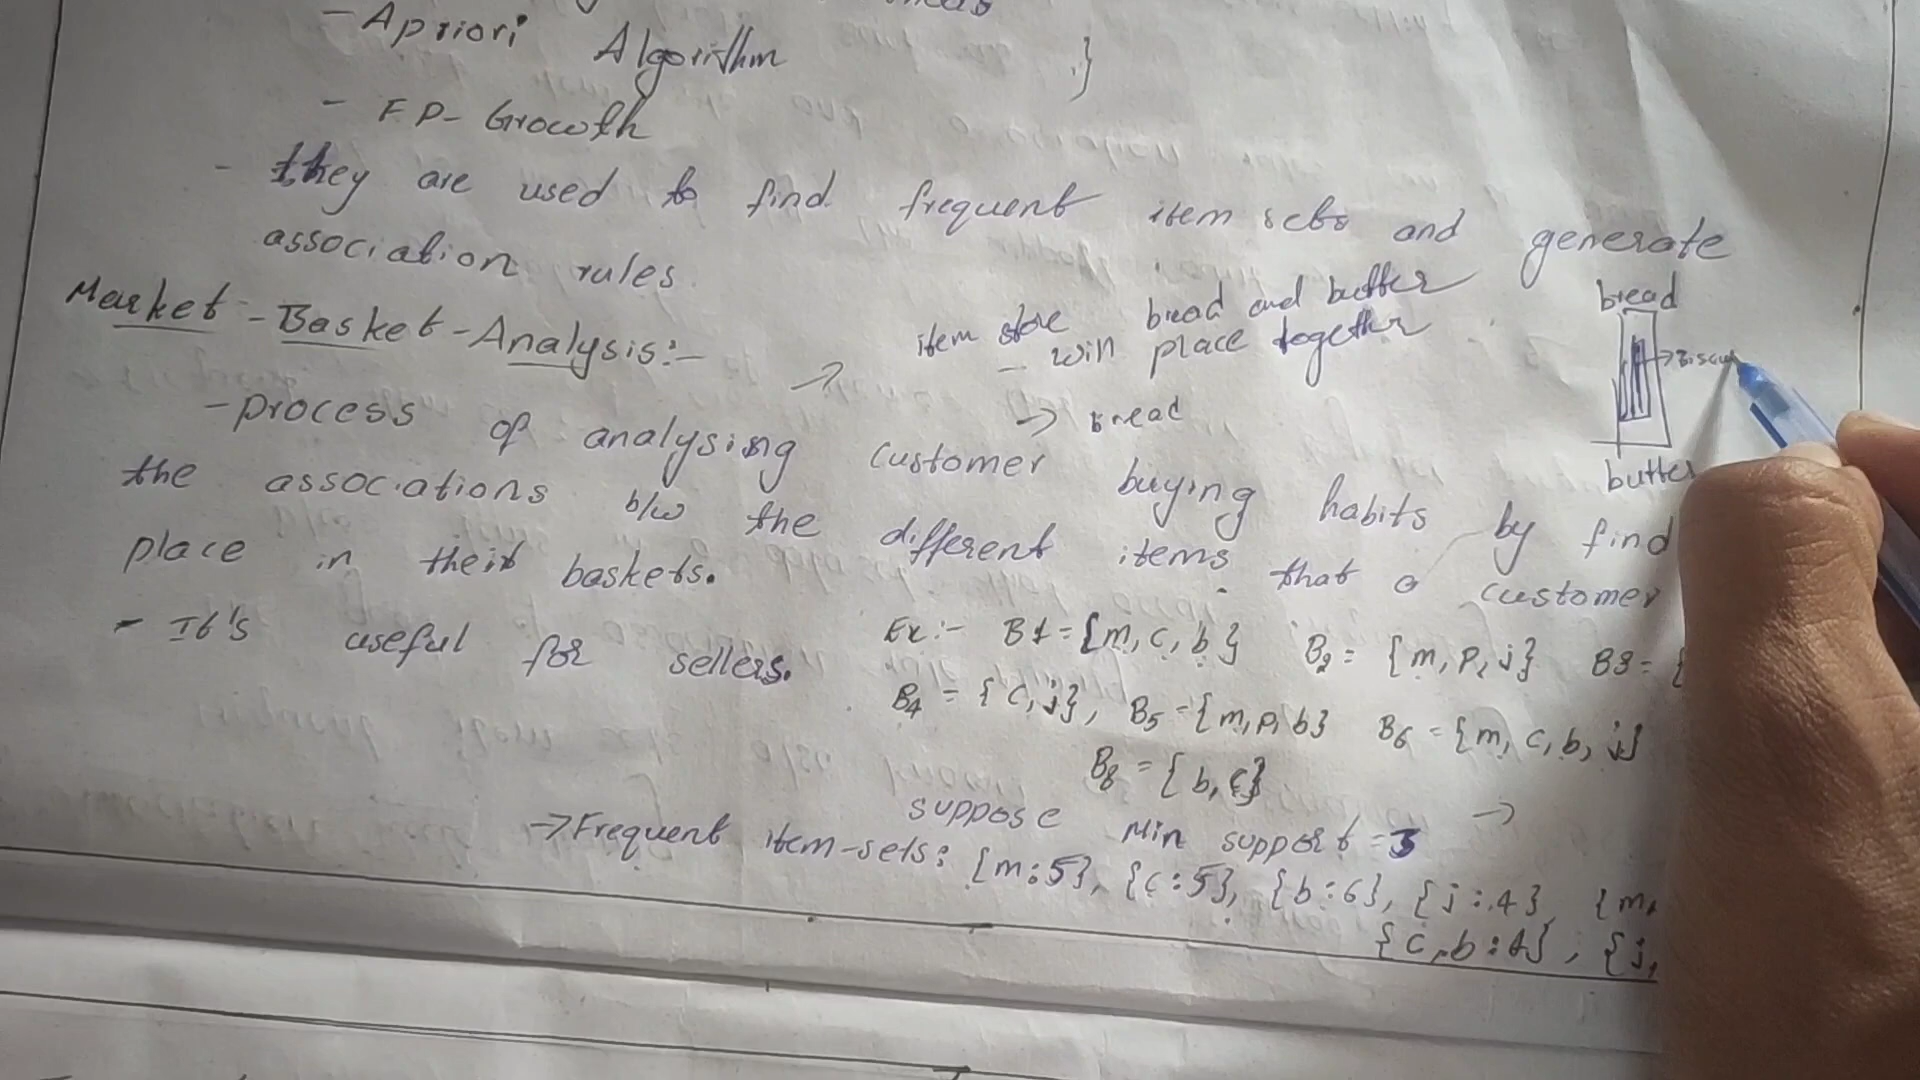 - Apriori Algorithm }
- FP- Growth
- they are used to find frequent item sets and generate
association rules.
Market-Basket-Analysis:-
item store bread and butter
- will place together
→ Bread
bread
→ Biscu
butter
- process of analysing customer buying habits by find
the associations b/w the different items that a customer
place in their baskets.
- It's useful for sellers.
Ex:- B1 = {m, c, b} B2 = {m, p, j} B3 = {
B4 = {c, j}, B5 = {m, p, b} B6 = {m, c, b, j}
B8 = {b, c}
suppose Min support = 3 →
→ Frequent item-sets: {m:5}, {c:5}, {b:6}, {j:4}, {m,
{c, b:4}, {j,